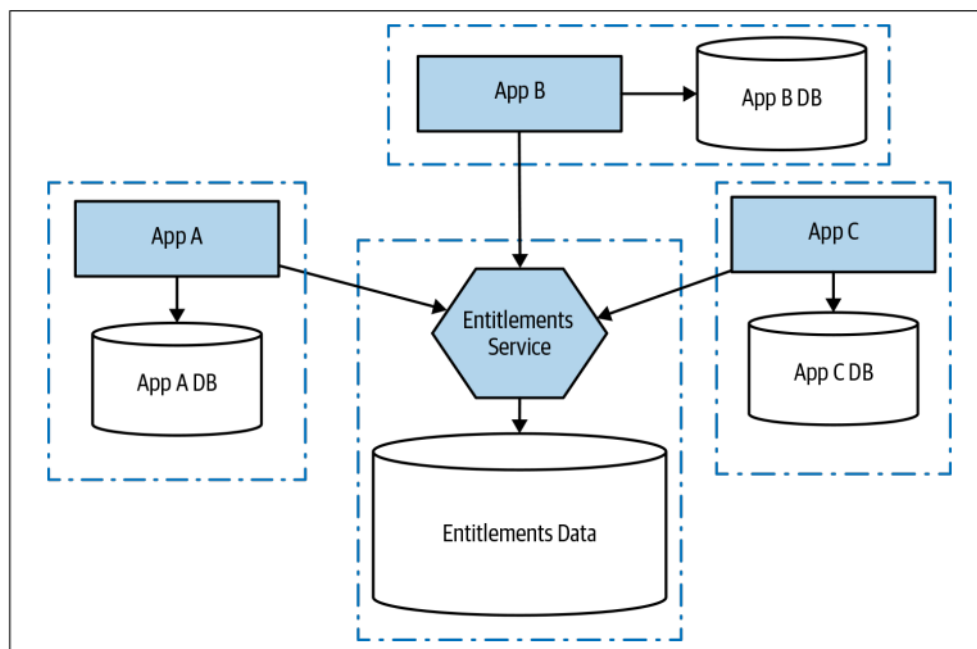 App B
App B DB
App A
App C
Entitlements
Service
App A DB
App C DB
Entitlements Data